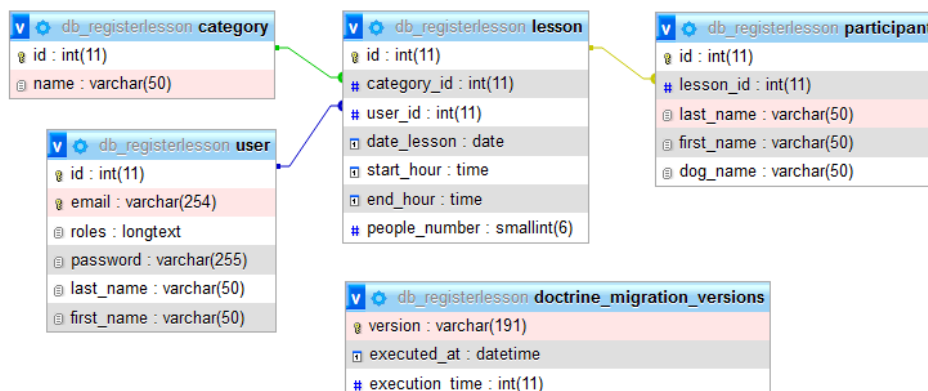 v db_registerlesson category
id : int(11)
name : varchar(50)
v db_registerlesson user
id : int(11)
email : varchar(254)
roles : longtext
password : varchar(255)
last_name : varchar(50)
first_name : varchar(50)
v db_registerlesson lesson
id : int(11)
# category_id : int(11)
# user_id : int(11)
date_lesson : date
start_hour : time
end_hour : time
# people_number : smallint(6)
v db_registerlesson participant
id : int(11)
# lesson_id : int(11)
last_name : varchar(50)
first_name : varchar(50)
dog_name : varchar(50)
v db_registerlesson doctrine_migration_versions
version : varchar(191)
executed_at : datetime
# execution_time : int(11)